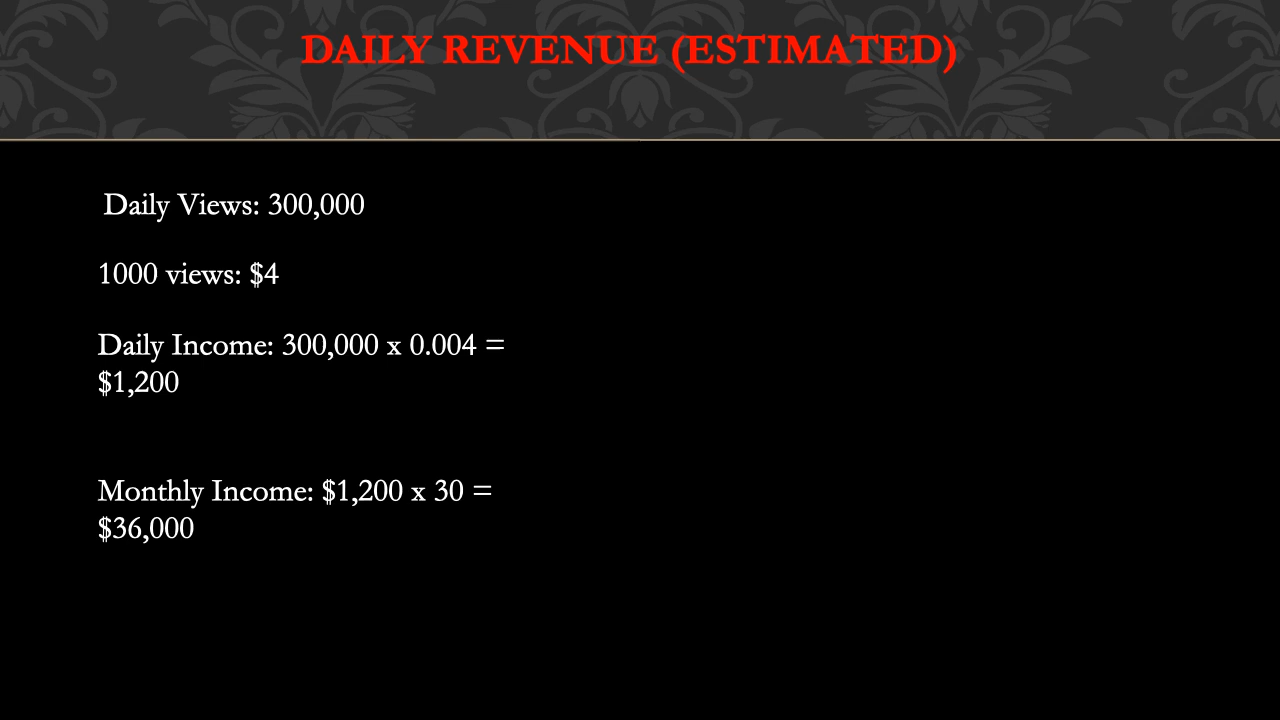 DAILY REVENUE (ESTIMATED)
Daily Views: 300,000
1000 views: $4
Daily Income: 300,000 x 0.004 =
$1,200
Monthly Income: $1,200 x 30 =
$36,000